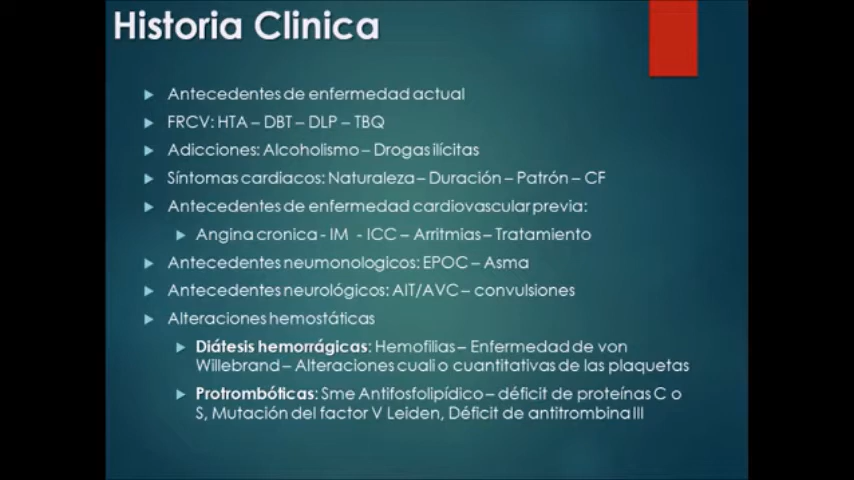 Historia Clinica
Antecedentes de enfermedad actual
FRCV: HTA – DBT – DLP – TBQ
Adicciones: Alcoholismo – Drogas ilícitas
Síntomas cardiacos: Naturaleza – Duración – Patrón – CF
Antecedentes de enfermedad cardiovascular previa:
Angina cronica - IM - ICC – Arritmias – Tratamiento
Antecedentes neumonologicos: EPOC – Asma
Antecedentes neurológicos: AIT/AVC – convulsiones
Alteraciones hemostáticas
Diátesis hemorrágicas: Hemofilias – Enfermedad de von
Willebrand – Alteraciones cuali o cuantitativas de las plaquetas
Protrombóticas: Sme Antifosfolipídico – déficit de proteínas C o
S, Mutación del factor V Leiden, Déficit de antitrombina III